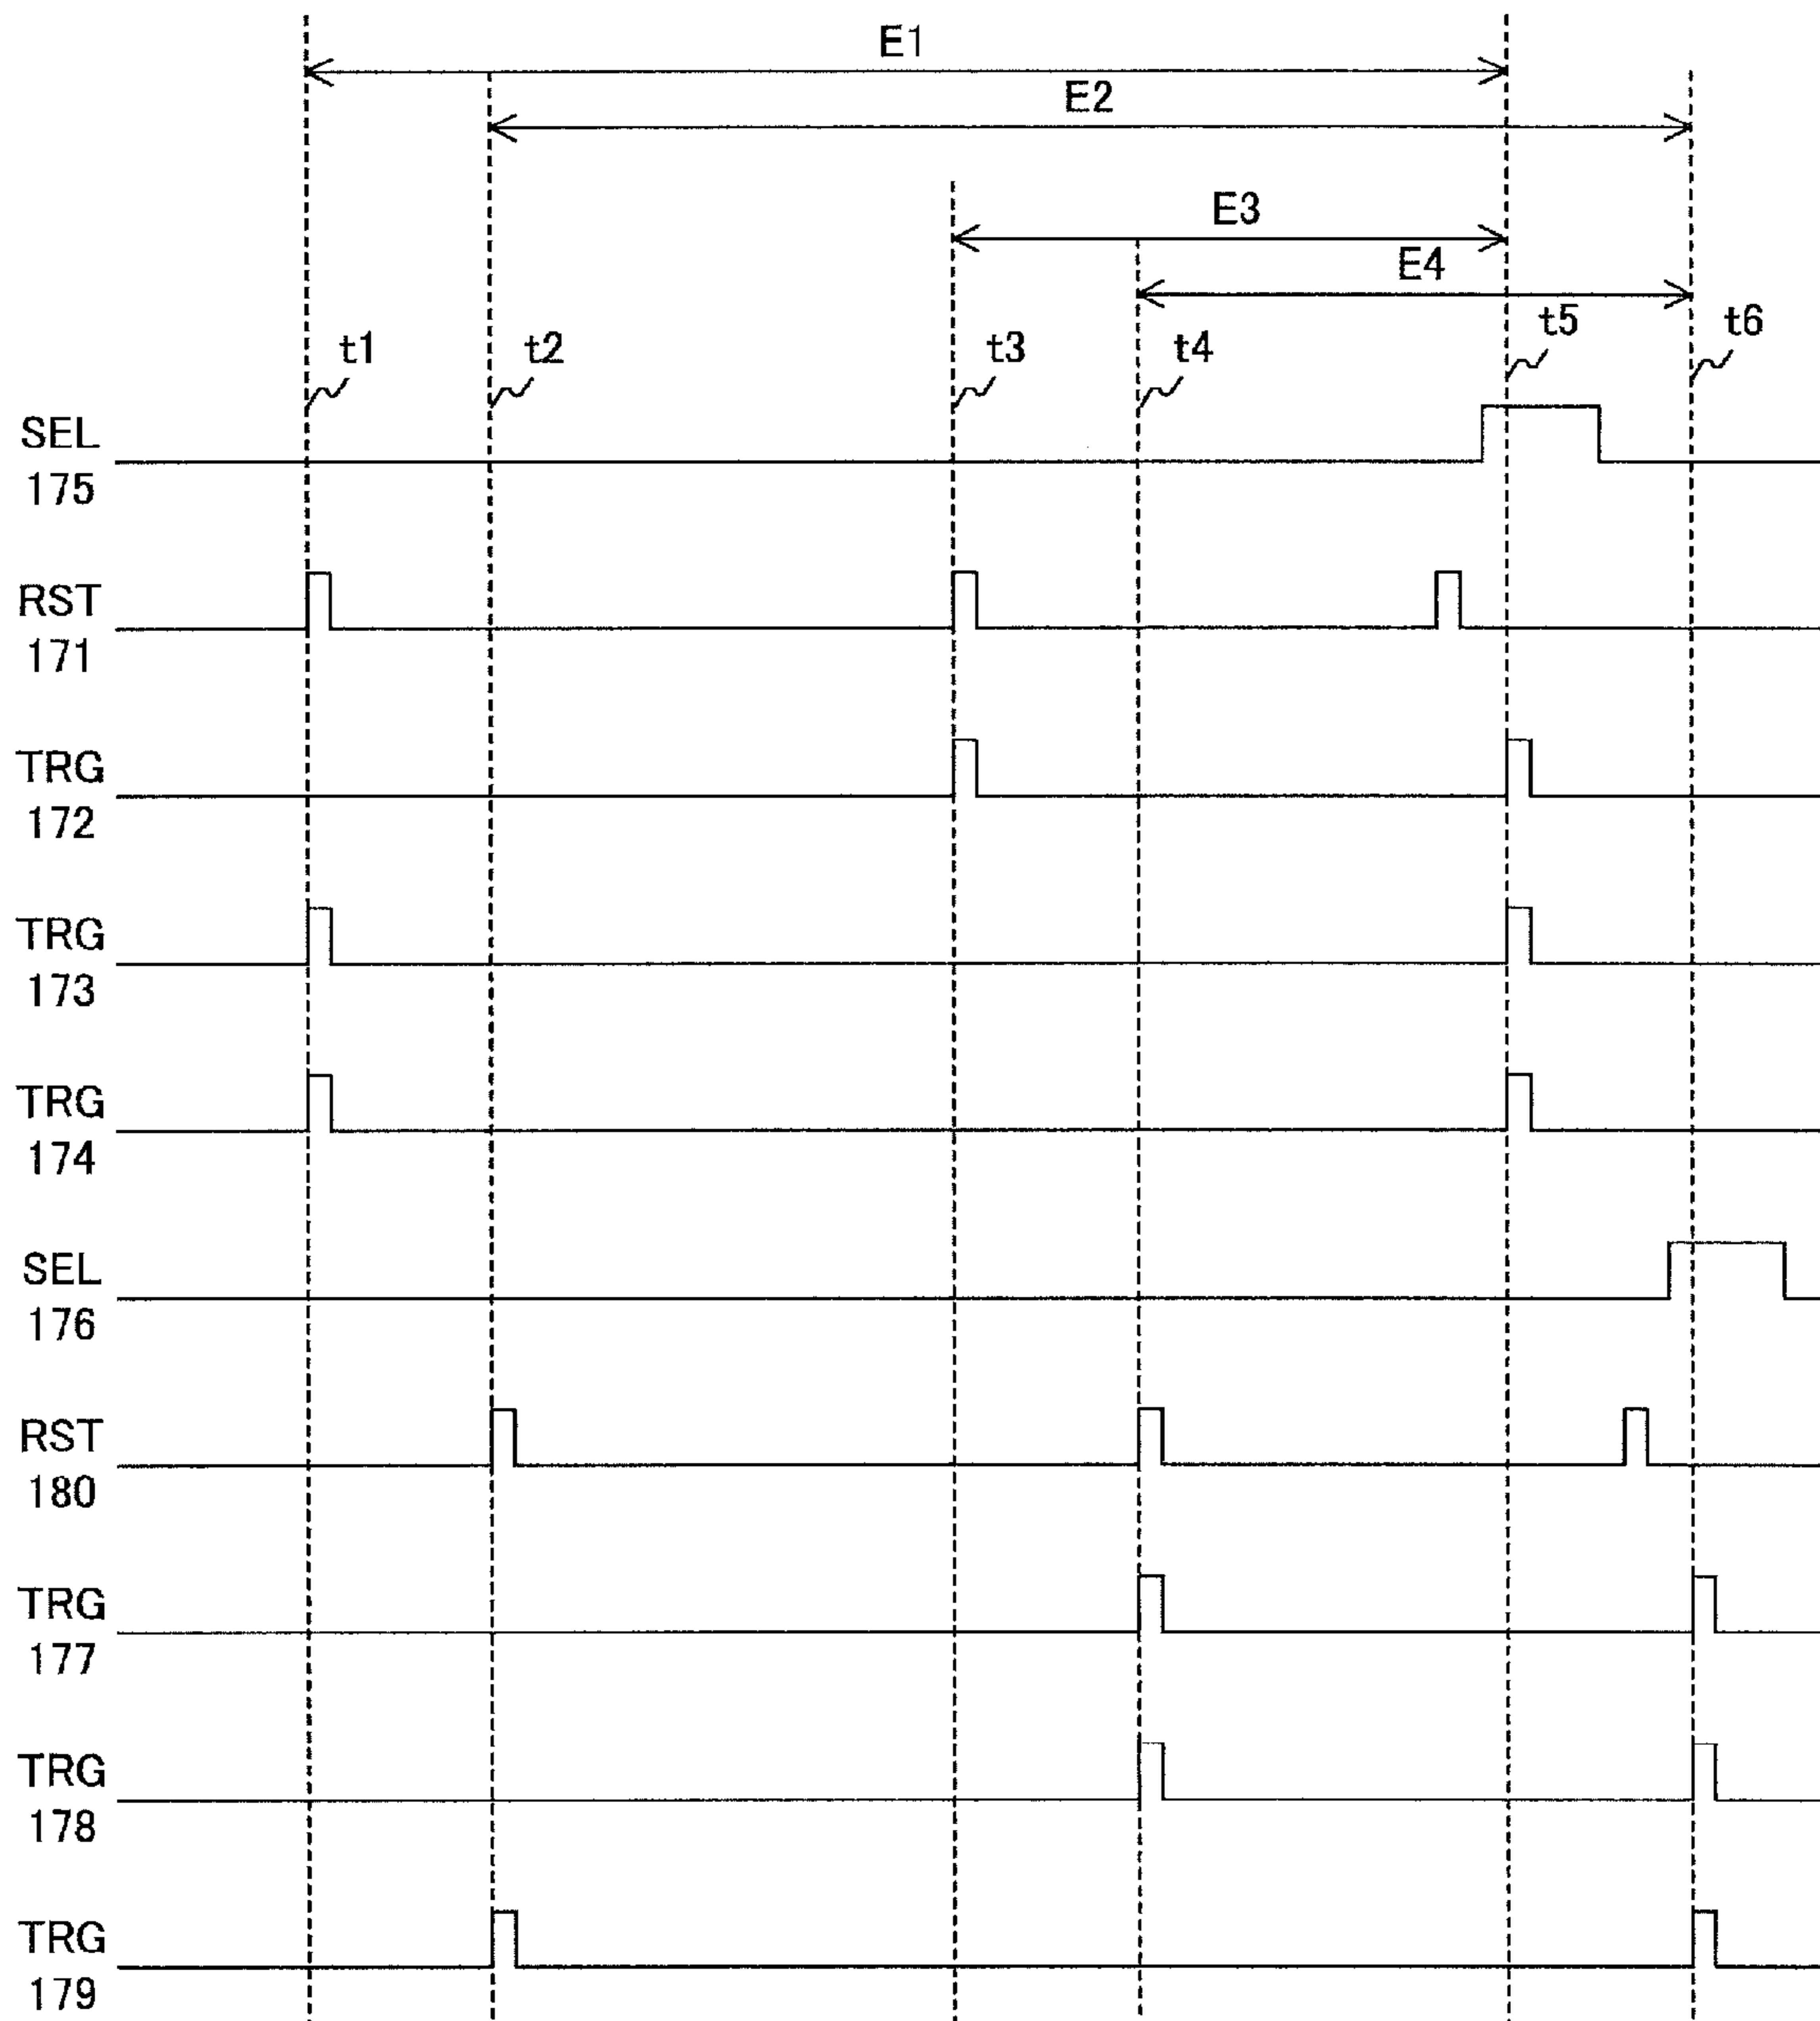 E1
E2
E3
E4
t1
t2
t3
t4
t5
t6
SEL
175
RST
171
TRG
172
TRG
173
TRG
174
SEL
176
RST
180
TRG
177
TRG
178
TRG
179